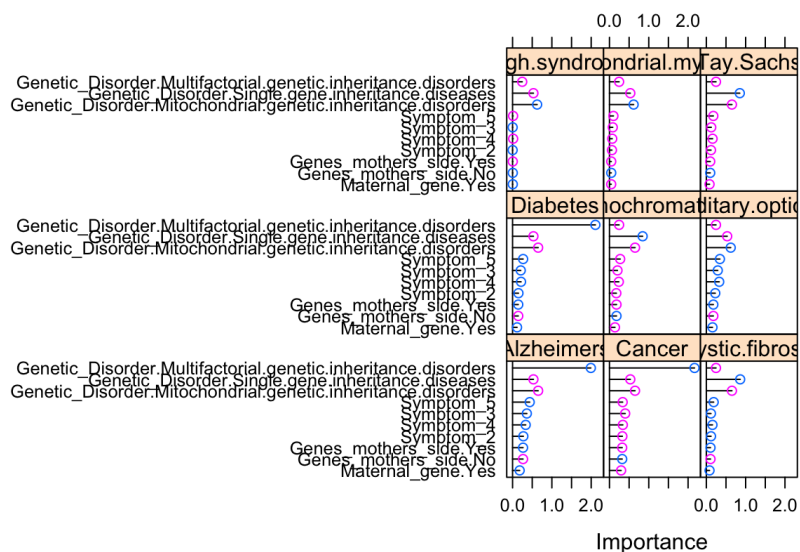 0.0 1.0 2.0
gh.syndro ondrial.my Tay.Sachs
Genetic_Disorder.Multifactorial.genetic.inheritance.disorders
Genetic_Disorder.Single.gene.inheritance.diseases
Genetic_Disorder.Mitochondrial.genetic.inheritance.disorders
Symptom_5
Symptom_3
Symptom_4
Symptom_2
Genes_mothers_side.Yes
Genes_mothers_side.No
Maternal_gene.Yes
Diabetes nochromat ditary.optic
Genetic_Disorder.Multifactorial.genetic.inheritance.disorders
Genetic_Disorder.Single.gene.inheritance.diseases
Genetic_Disorder.Mitochondrial.genetic.inheritance.disorders
Symptom_5
Symptom_3
Symptom_4
Symptom_2
Genes_mothers_side.Yes
Genes_mothers_side.No
Maternal_gene.Yes
Alzheimers Cancer ystic.fibros
Genetic_Disorder.Multifactorial.genetic.inheritance.disorders
Genetic_Disorder.Single.gene.inheritance.diseases
Genetic_Disorder.Mitochondrial.genetic.inheritance.disorders
Symptom_5
Symptom_3
Symptom_4
Symptom_2
Genes_mothers_side.Yes
Genes_mothers_side.No
Maternal_gene.Yes
0.0 1.0 2.0 0.0 1.0 2.0
Importance